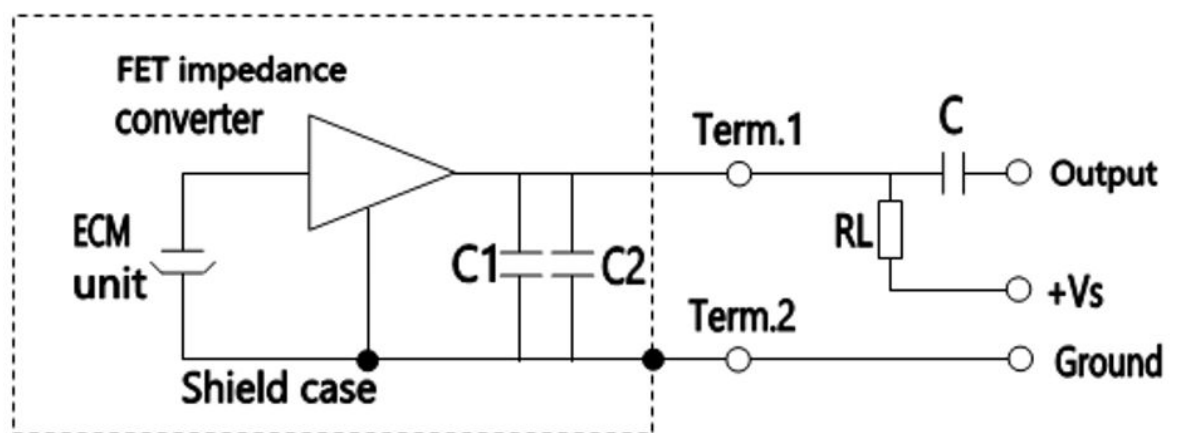 FET impedance
converter
Term.1
C
Output
ECM
unit
C1
C2
RL
+Vs
Term.2
Ground
Shield case